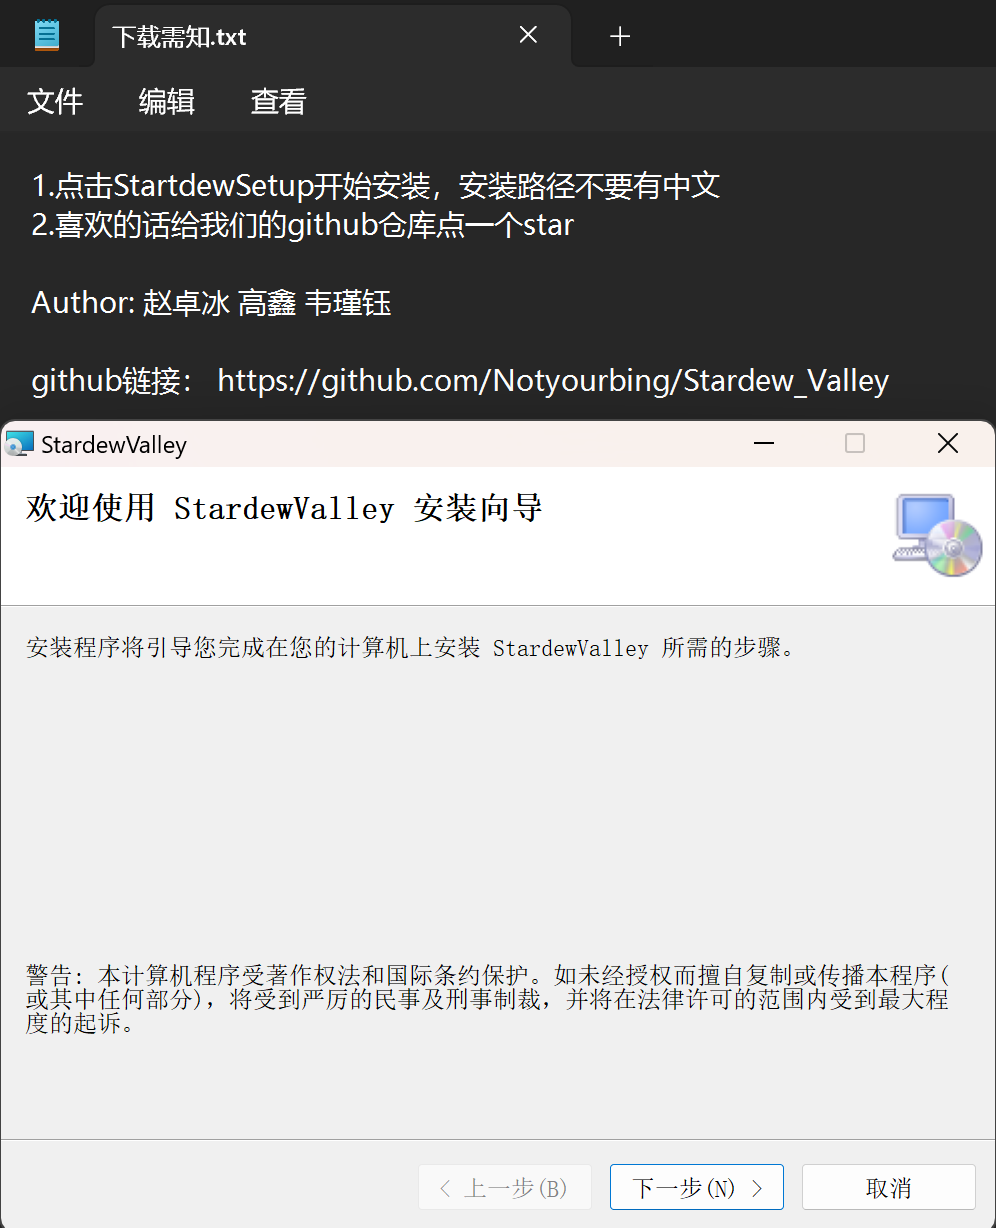 下载需知.txt
文件 编辑 查看
1.点击StartdewSetup开始安装，安装路径不要有中文
2.喜欢的话给我们的github仓库点一个star
Author: 赵卓冰 高鑫 韦瑾钰
github链接： https://github.com/Notyourbing/Stardew_Valley
StardewValley
欢迎使用 StardewValley 安装向导
安装程序将引导您完成在您的计算机上安装 StardewValley 所需的步骤。
警告: 本计算机程序受著作权法和国际条约保护。如未经授权而擅自复制或传播本程序(
或其中任何部分)，将受到严厉的民事及刑事制裁，并将在法律许可的范围内受到最大程
度的起诉。
< 上一步(B) 下一步(N) > 取消